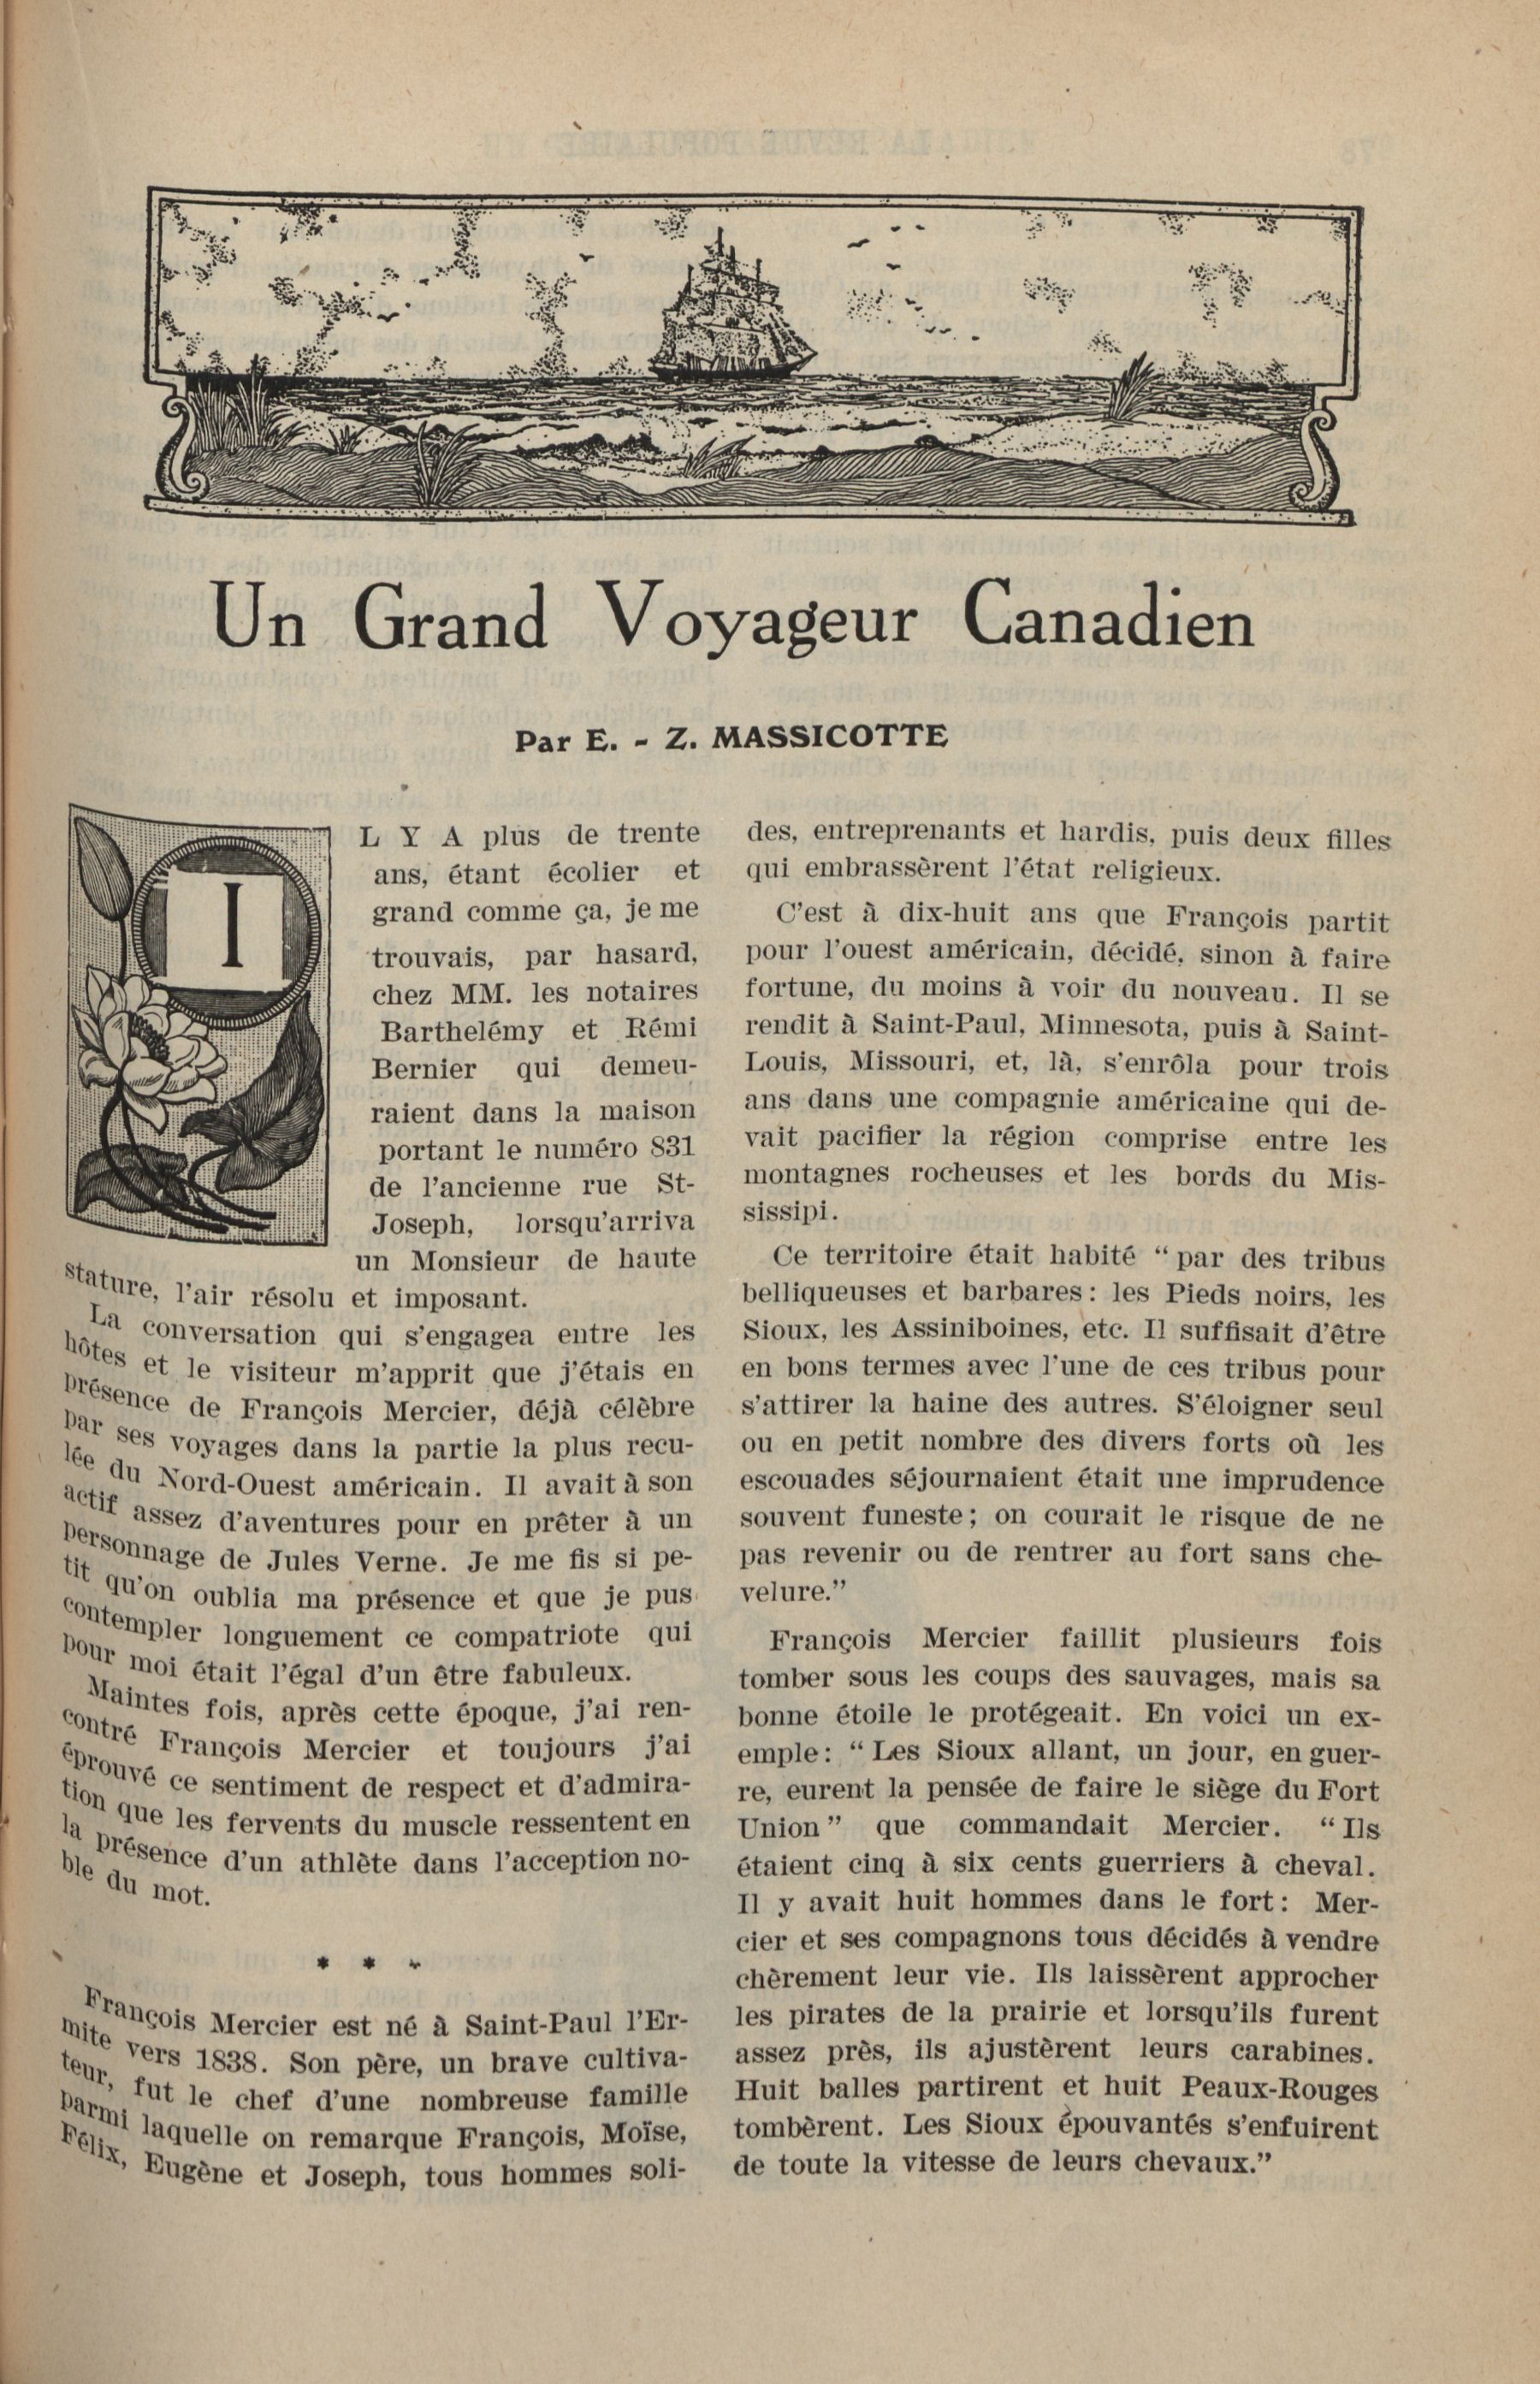 Un Grand Voyageur Canadien
Par E. - Z. MASSICOTTE
IL Y A plus de trente
ans, étant écolier et
grand comme ça, je me
trouvais, par hasard,
chez MM. les notaires
Barthelémy et Rémi
Bernier qui demeu-
raient dans la maison
portant le numéro 831
de l'ancienne rue St-
Joseph, lorsqu'arriva
un Monsieur de haute
stature, l'air résolu et imposant.
La conversation qui s'engagea entre les
hôtes et le visiteur m'apprit que j'étais en
présence de François Mercier, déjà célèbre
par ses voyages dans la partie la plus recu-
lée du Nord-Ouest américain. Il avait à son
actif assez d'aventures pour en prêter à un
personnage de Jules Verne. Je me fis si pe-
tit qu'on oublia ma présence et que je pus
contempler longuement ce compatriote qui
pour moi était l'égal d'un être fabuleux.
Maintes fois, après cette époque, j'ai ren-
contré François Mercier et toujours j'ai
éprouvé ce sentiment de respect et d'admira-
tion que les fervents du muscle ressentent en
la présence d'un athlète dans l'acception no-
ble du mot.
* * *
François Mercier est né à Saint-Paul l'Er-
mite vers 1838. Son père, un brave cultiva-
teur, fut le chef d'une nombreuse famille
parmi laquelle on remarque François, Moïse,
Félix, Eugène et Joseph, tous hommes soli-
des, entreprenants et hardis, puis deux filles
qui embrassèrent l'état religieux.
C'est à dix-huit ans que François partit
pour l'ouest américain, décidé, sinon à faire
fortune, du moins à voir du nouveau. Il se
rendit à Saint-Paul, Minnesota, puis à Saint-
Louis, Missouri, et, là, s'enrôla pour trois
ans dans une compagnie américaine qui de-
vait pacifier la région comprise entre les
montagnes rocheuses et les bords du Mis-
sissipi.
Ce territoire était habité "par des tribus
belliqueuses et barbares: les Pieds noirs, les
Sioux, les Assiniboines, etc. Il suffisait d'être
en bons termes avec l'une de ces tribus pour
s'attirer la haine des autres. S'éloigner seul
ou en petit nombre des divers forts où les
escouades séjournaient était une imprudence
souvent funeste; on courait le risque de ne
pas revenir ou de rentrer au fort sans che-
velure."
François Mercier faillit plusieurs fois
tomber sous les coups des sauvages, mais sa
bonne étoile le protégeait. En voici un ex-
emple: "Les Sioux allant, un jour, en guer-
re, eurent la pensée de faire le siège du Fort
Union" que commandait Mercier. "Ils
étaient cinq à six cents guerriers à cheval.
Il y avait huit hommes dans le fort: Mer-
cier et ses compagnons tous décidés à vendre
chèrement leur vie. Ils laissèrent approcher
les pirates de la prairie et lorsqu'ils furent
assez près, ils ajustèrent leurs carabines.
Huit balles partirent et huit Peaux-Rouges
tombèrent. Les Sioux èpouvantés s'enfuirent
de toute la vitesse de leurs chevaux."